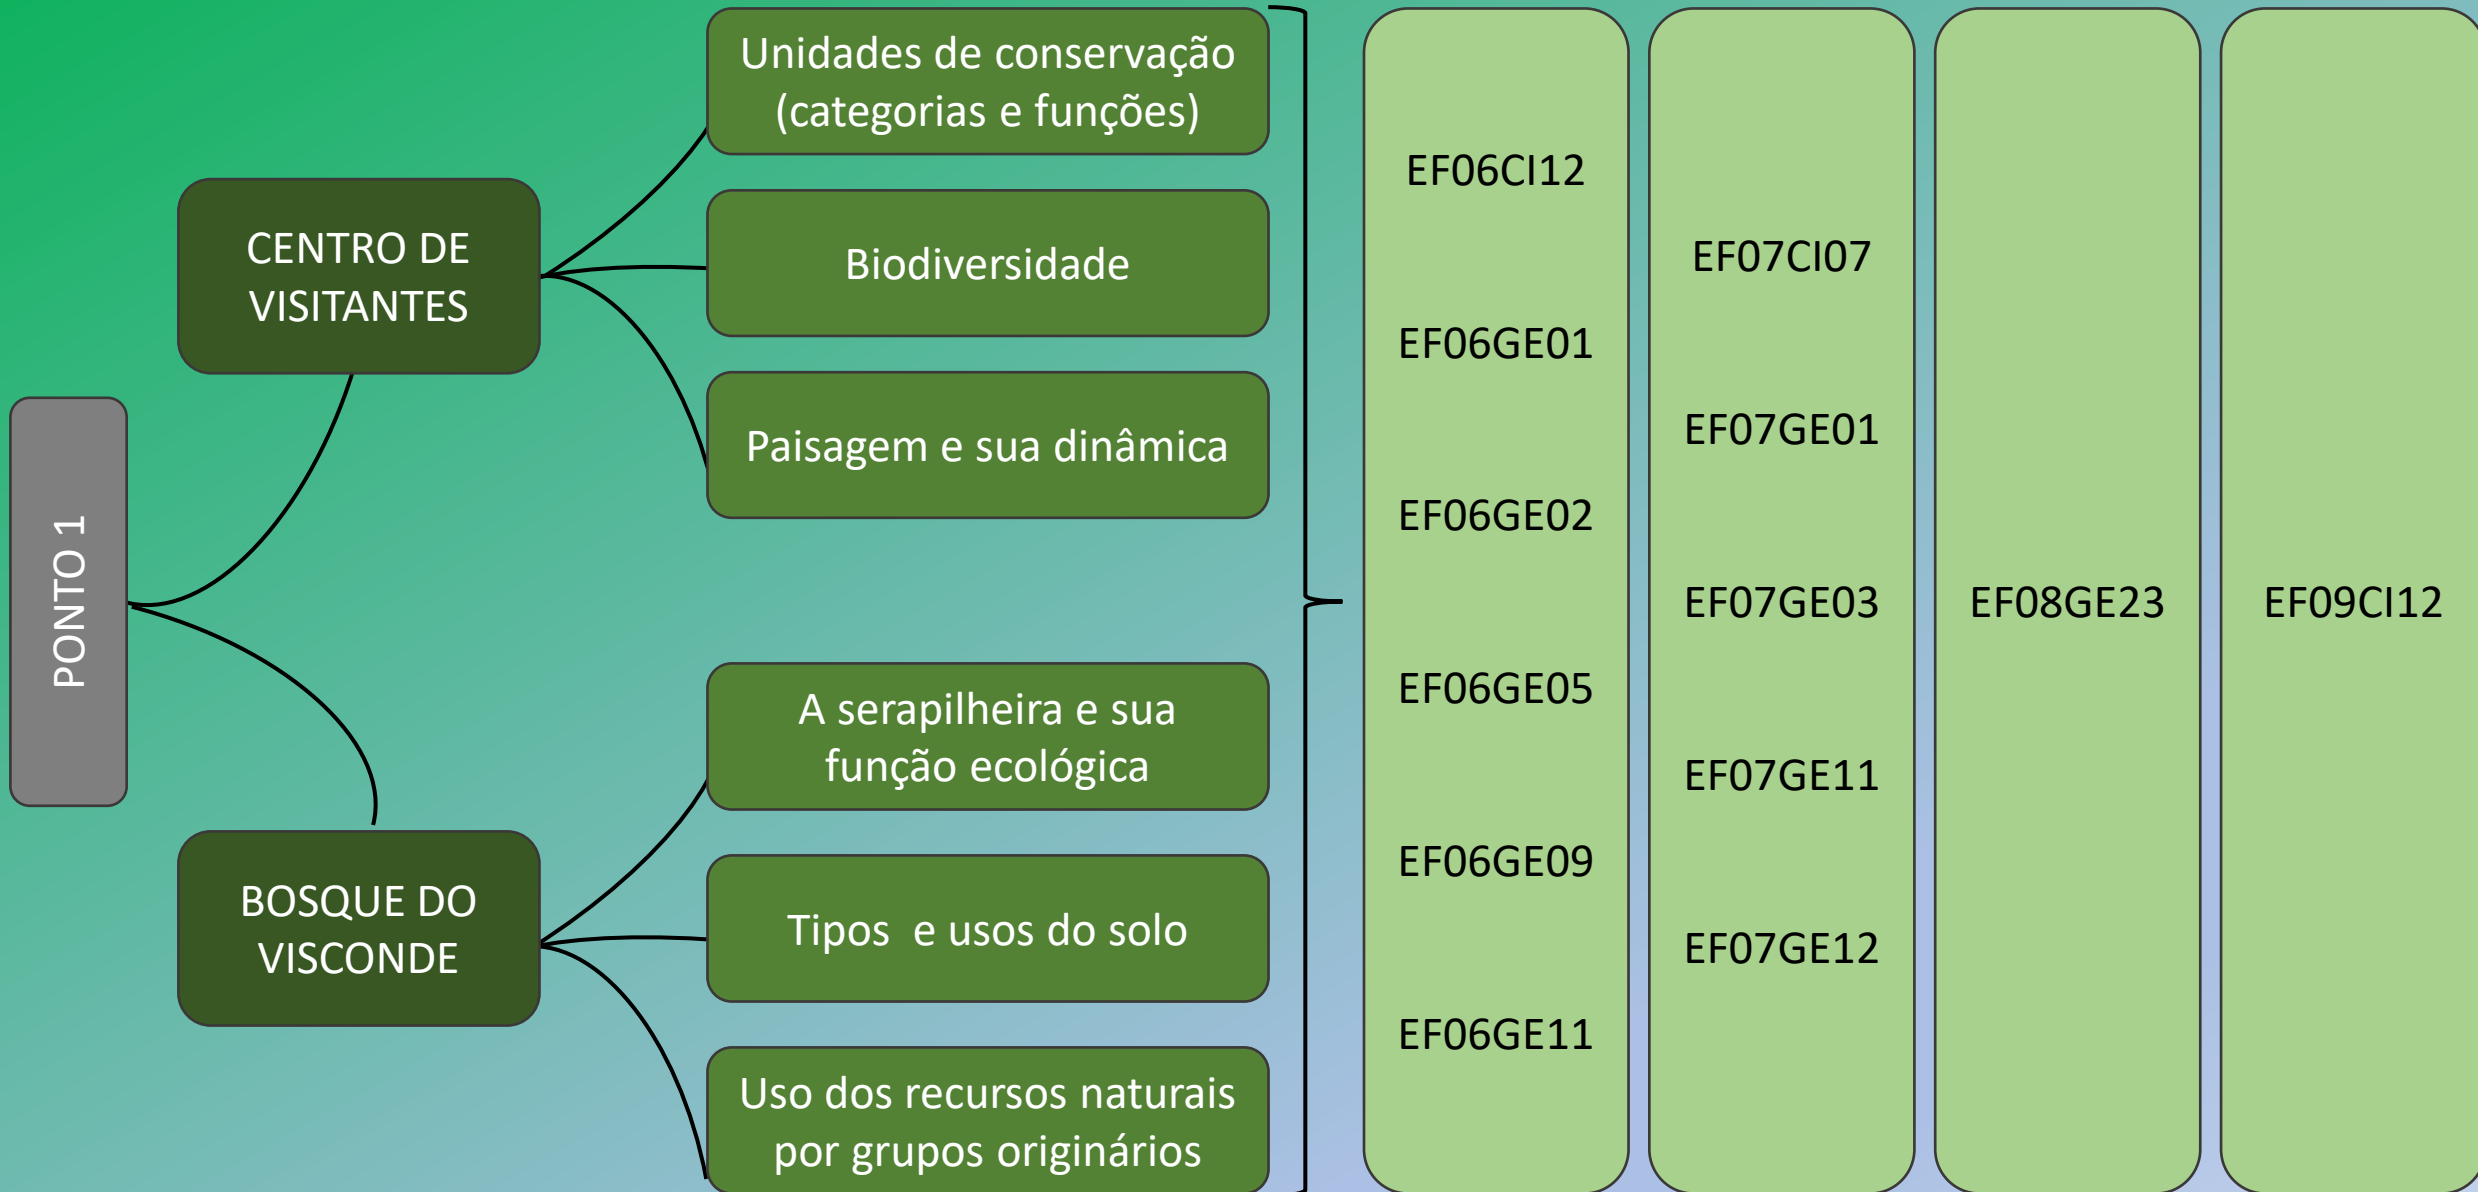 PONTO 1
CENTRO DE
VISITANTES
Unidades de conservação
(categorias e funções)
Biodiversidade
Paisagem e sua dinâmica
BOSQUE DO
VISCONDE
A serapilheira e sua
função ecológica
Tipos  e usos do solo
Uso dos recursos naturais
por grupos originários
EF06CI12
EF06GE01
EF06GE02
EF06GE05
EF06GE09
EF06GE11
EF07CI07
EF07GE01
EF07GE03
EF07GE11
EF07GE12
EF08GE23
EF09CI12